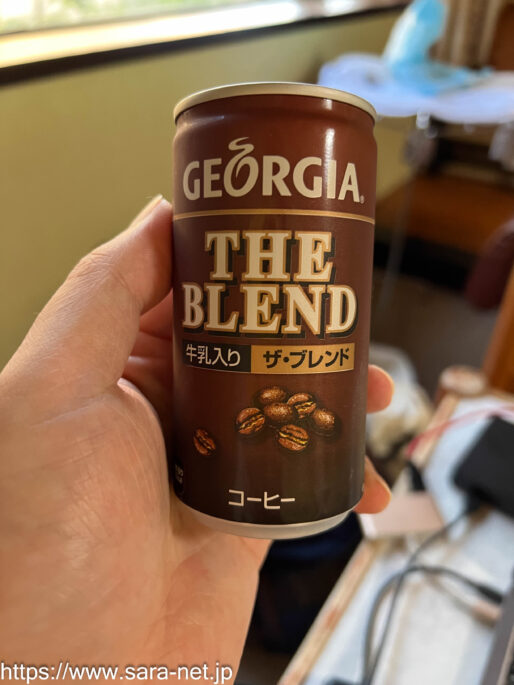 GEORGIA®
THE
BLEND
牛乳入り ザ・ブレンド
コーヒー
https://www.sara-net.jp